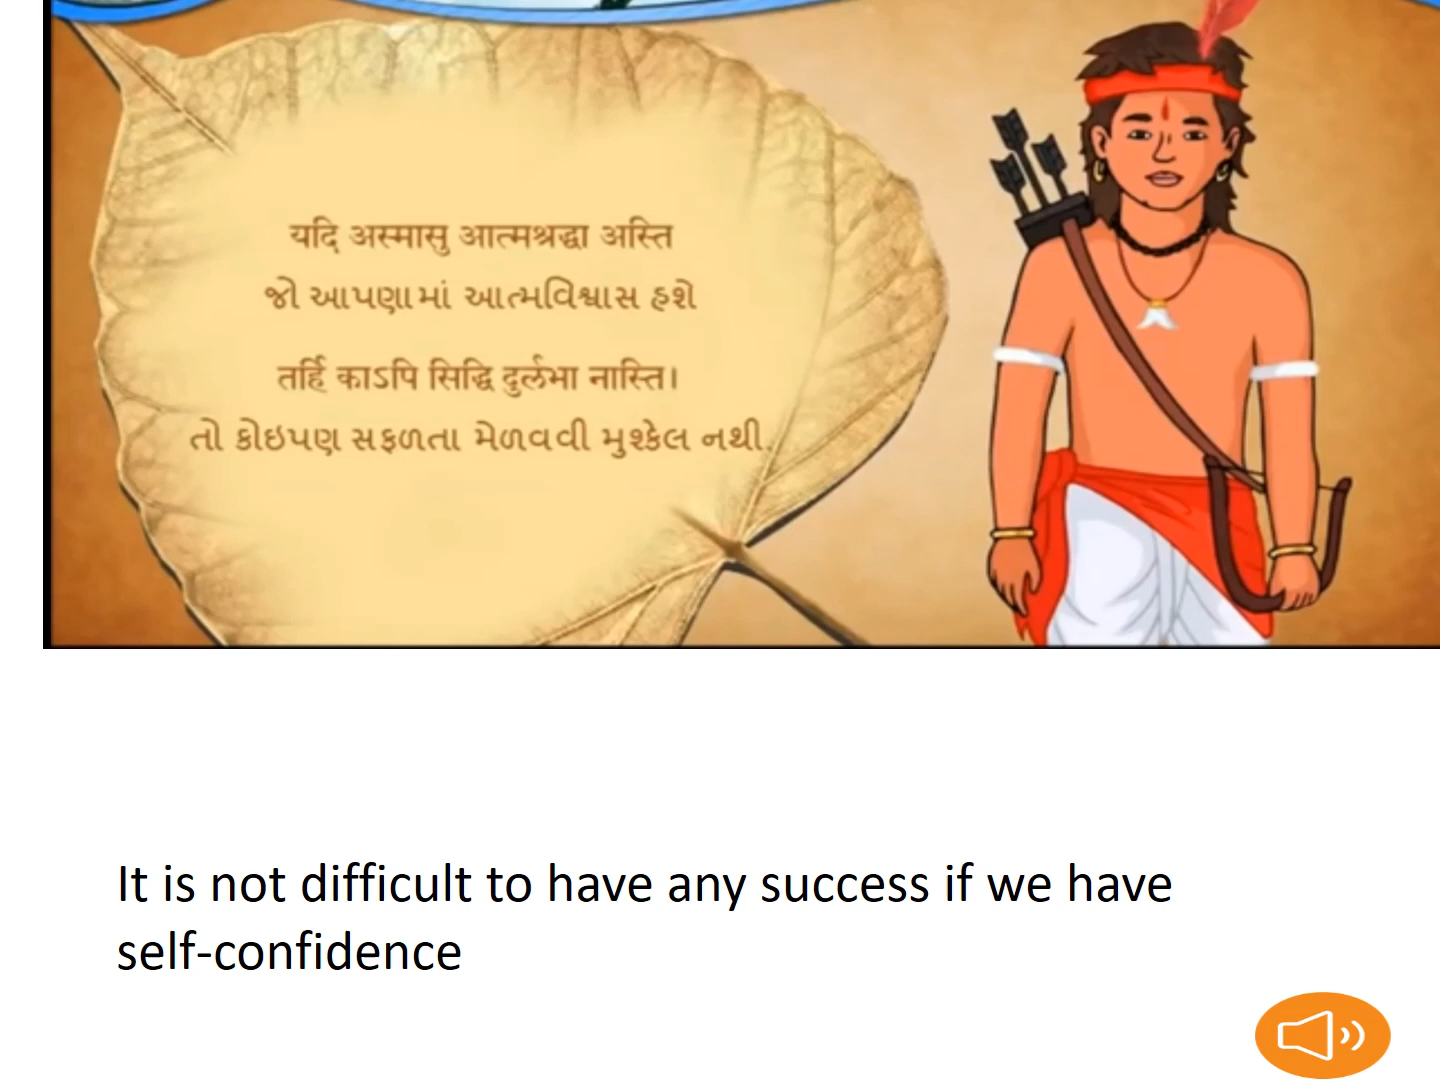 यदि अस्मासु आत्मश्रद्धा अस्ति
જો આપણામાં આત્મવિશ્વાસ હશે
तर्हि काऽपि सिद्धि दुर्लभा नास्ति।
તો કોઇપણ સફળતા મેળવવી મુશ્કેલ નથી.
It is not difficult to have any success if we have
self-confidence